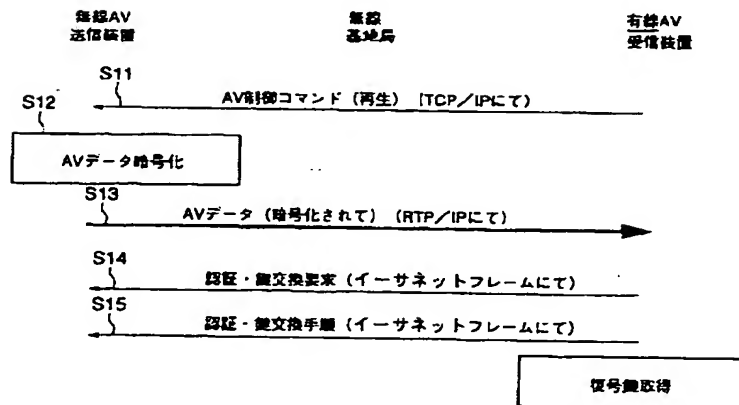 無線AV
送信装置
無線
基地局
有線AV
受信装置
S11
AV制御コマンド（再生）（TCP／IPにて）
S12
AVデータ暗号化
S13
AVデータ（暗号化されて）（RTP／IPにて）
S14
認証・鍵交換要求（イーサネットフレームにて）
S15
認証・鍵交換手順（イーサネットフレームにて）
復号鍵取得